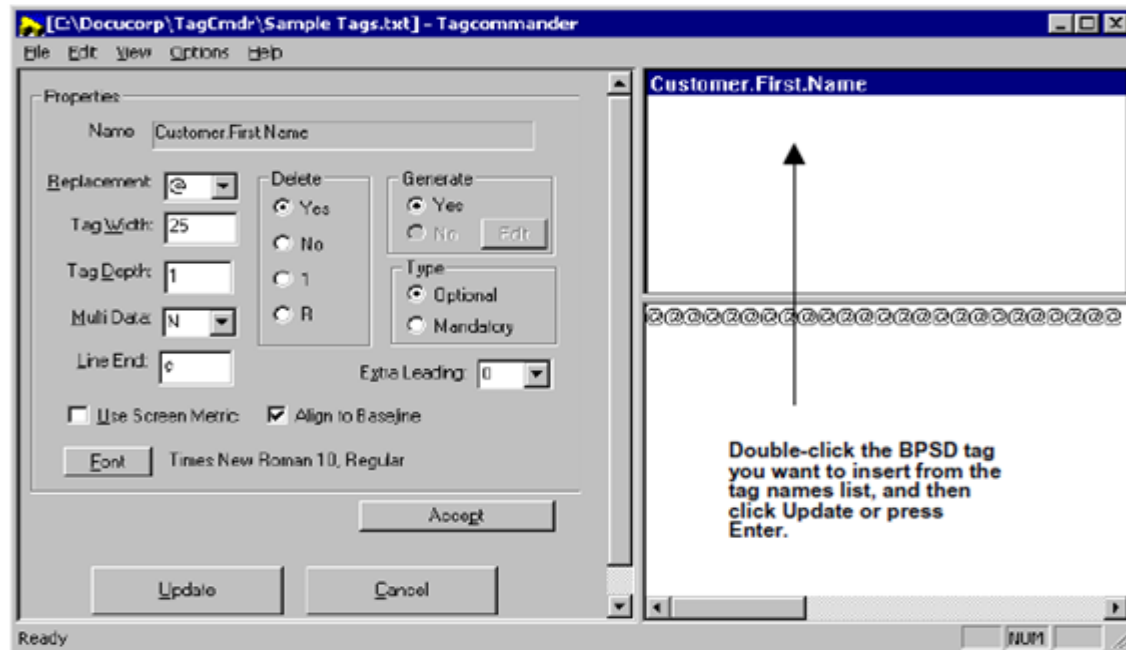 [C:\Docucorp\TagCmdr\Sample Tags.txt] - Tagcommander
File Edit View Options Help
Properties
Name Customer.First.Name
Replacement: @
Tag Width: 25
Tag Depth: 1
Multi Data: N
Line End: ¢
Delete
Yes
No
1
R
Generate
Yes
No Edit
Type
Optional
Mandatory
Extra Leading: 0
Use Screen Metric Align to Baseline
Font Times New Roman 10, Regular
Accept
Update Cancel
Customer.First.Name
@@@@@@@@@@@@@@@@@@@@@@@@@
Double-click the BPSD tag
you want to insert from the
tag names list, and then
click Update or press
Enter.
Ready NUM